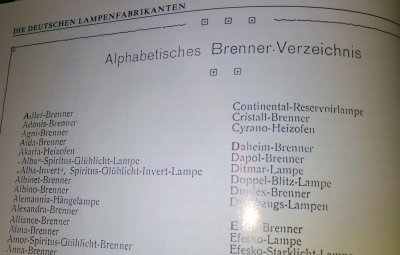 DIE DEUTSCHEN LAMPENFABRIKANTEN
Alphabetisches Brenner-Verzeichnis
Adler-Brenner
Adonis-Brenner
Agni-Brenner
Aida-Brenner
Akaria-Heizofen
„Alba“-Spiritus-Glühlicht-Lampe
„Alba-Invert“, Spiritus-Glühlicht-Invert-Lampe
Albinet-Brenner
Albino-Brenner
Alemannia-Hängelampe
Alexandra-Brenner
Alliance-Brenner
Alma-Brenner
Amor-Spiritus-Glühlicht-Brenner
Anna-Brenner
Continental-Reservoirlampe
Cristall-Brenner
Cyrano-Heizofen
Daheim-Brenner
Dapol-Brenner
Ditmar-Lampe
Doppel-Blitz-Lampe
Duplex-Brenner
Efesko-Lampe
Efesko-Starklicht-Lampe